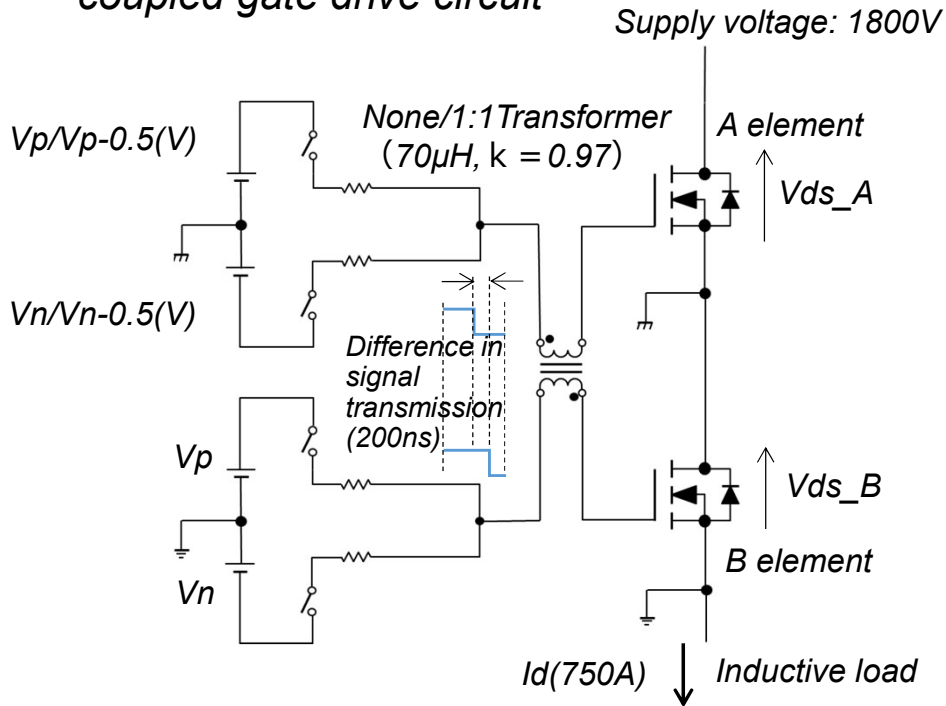 coupled gate drive circuit
Supply voltage: 1800V
Vp/Vp-0.5(V)
None/1:1Transformer
(70μH, k = 0.97)
A element
Vds_A
Vn/Vn-0.5(V)
Difference in
signal
transmission
(200ns)
Vp
Vn
Vds_B
B element
Id(750A)
Inductive load